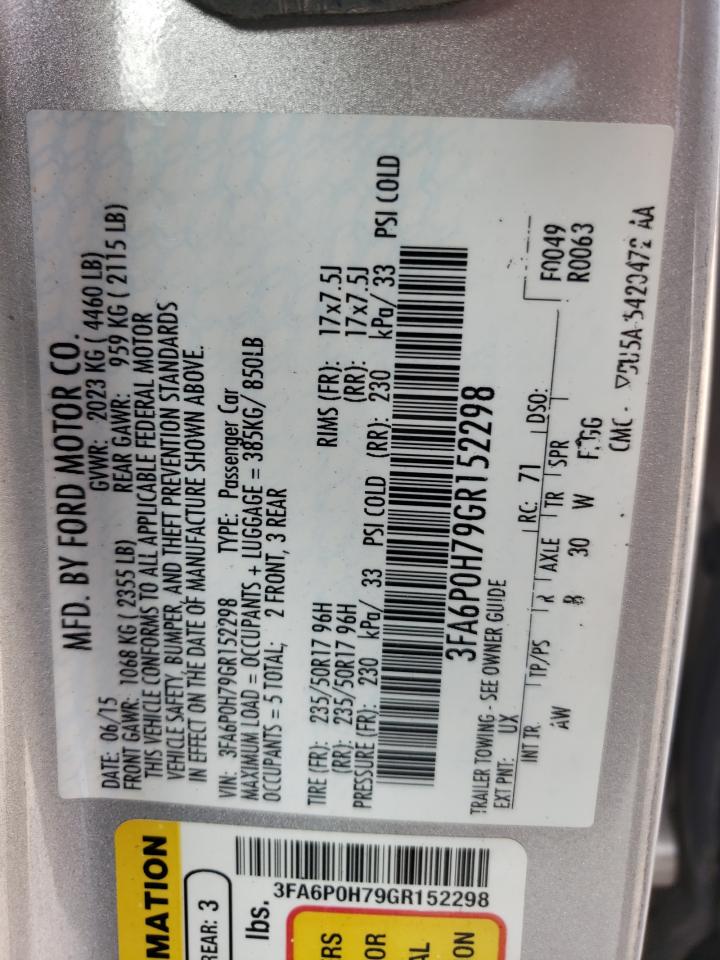 MFD. BY FORD MOTOR CO.
DATE: 06/15 GVWR: 2023 KG ( 4460 LB)
FRONT GAWR: 1068 KG ( 2355 LB) REAR GAWR: 959 KG ( 2115 LB)
THIS VEHICLE CONFORMS TO ALL APPLICABLE FEDERAL MOTOR
VEHICLE SAFETY, BUMPER, AND THEFT PREVENTION STANDARDS
IN EFFECT ON THE DATE OF MANUFACTURE SHOWN ABOVE.
VIN: 3FA6P0H79GR152298 TYPE: Passenger Car
MAXIMUM LOAD = OCCUPANTS + LUGGAGE = 385KG/ 850LB
OCCUPANTS = 5 TOTAL; 2 FRONT, 3 REAR
TIRE (FR): 235/50R17 96H RIMS (FR): 17x7.5J
(RR): 235/50R17 96H (RR): 17x7.5J
PRESSURE (FR): 230 kPa/ 33 PSI COLD (RR): 230 kPa/ 33 PSI COLD
3FA6P0H79GR152298
TRAILER TOWING - SEE OWNER GUIDE
EXT PNT: UX RC: 71 DSO:
INT TR TP/PS R AXLE TR SPR F0049
AW B 30 W R0063
CMC -
MATION
REAR: 3
lbs.
3FA6P0H79GR152298
RS
OR
AL
ON